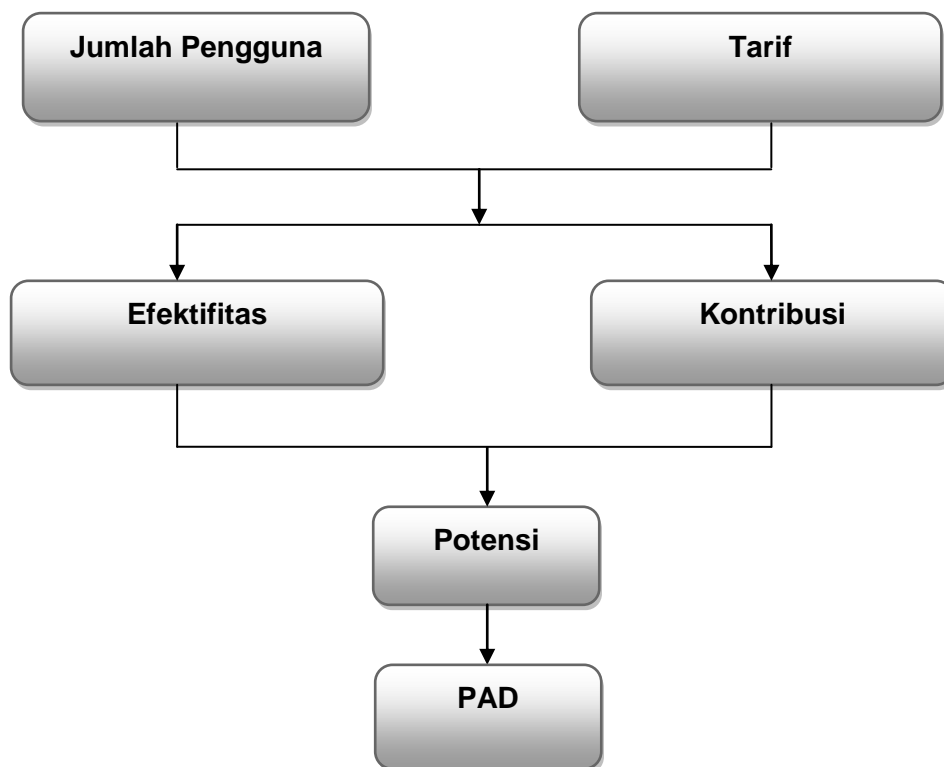 Jumlah Pengguna
Tarif
Efektifitas
Kontribusi
Potensi
PAD